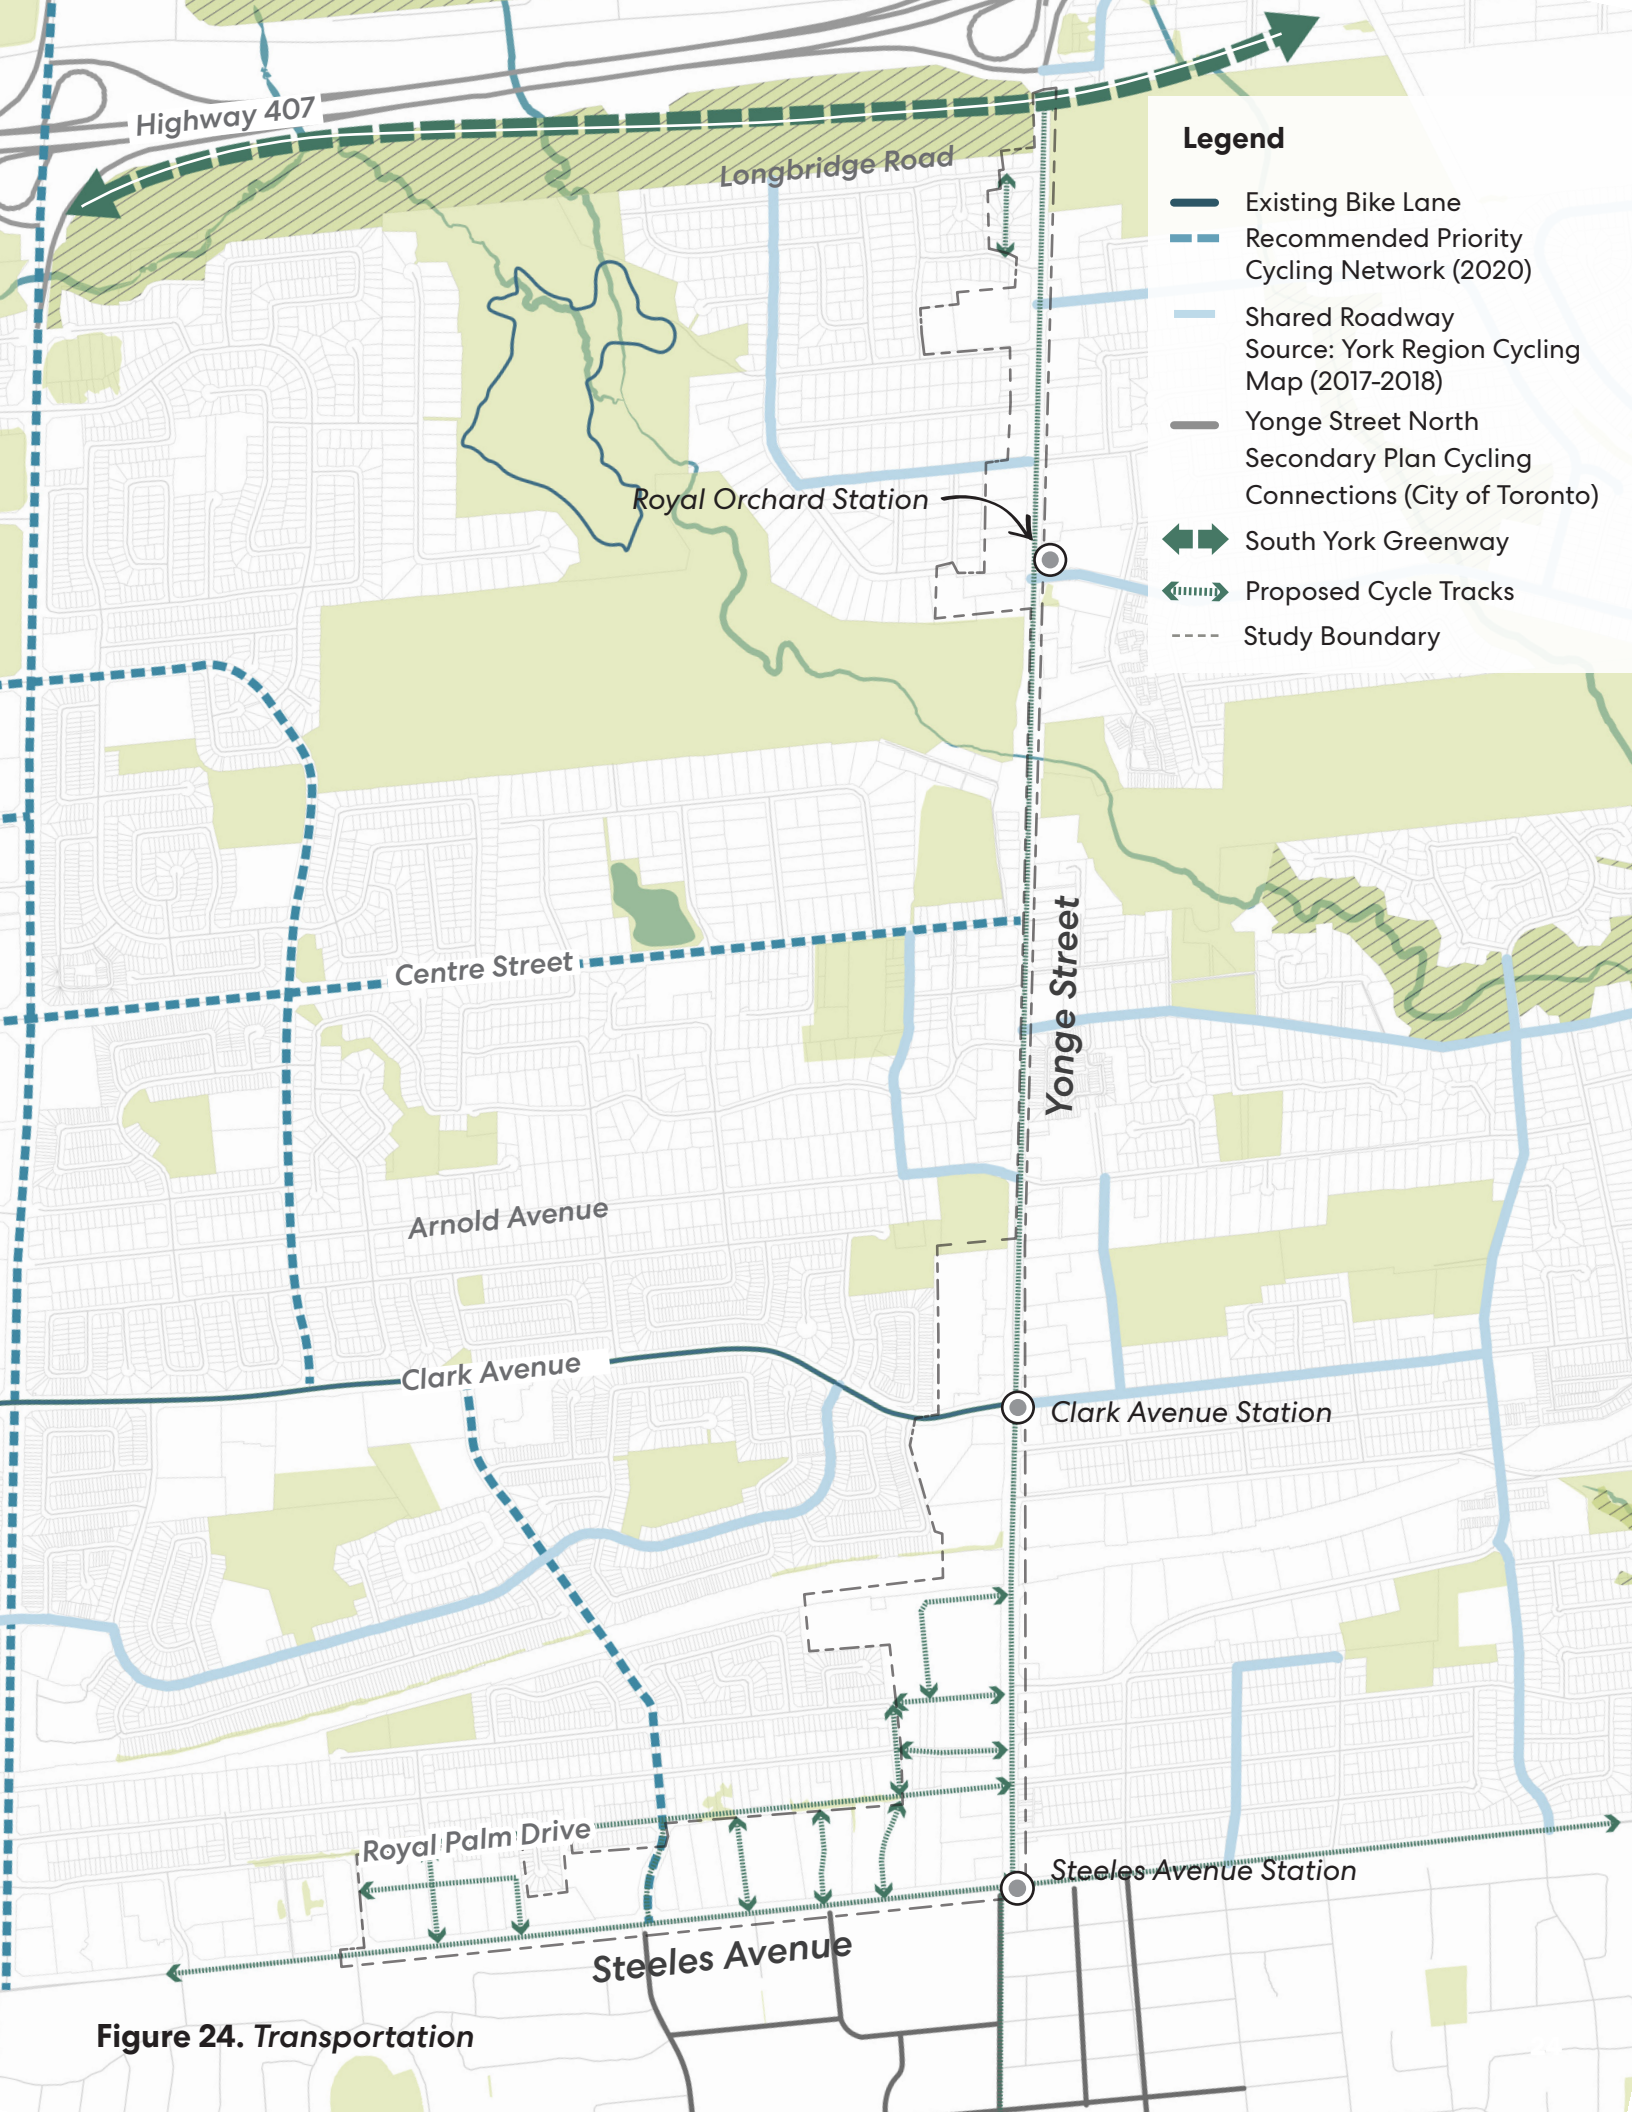 Highway 407
Longbridge Road
Legend
Existing Bike Lane
Recommended Priority
Cycling Network (2020)
Shared Roadway
Source: York Region Cycling
Map (2017-2018)
Yonge Street North
Secondary Plan Cycling
Connections (City of Toronto)
South York Greenway
Proposed Cycle Tracks
Study Boundary
Royal Orchard Station
Yonge Street
Centre Street
Arnold Avenue
Clark Avenue
Clark Avenue Station
Royal Palm Drive
Steeles Avenue Station
Steeles Avenue
Figure 24. Transportation